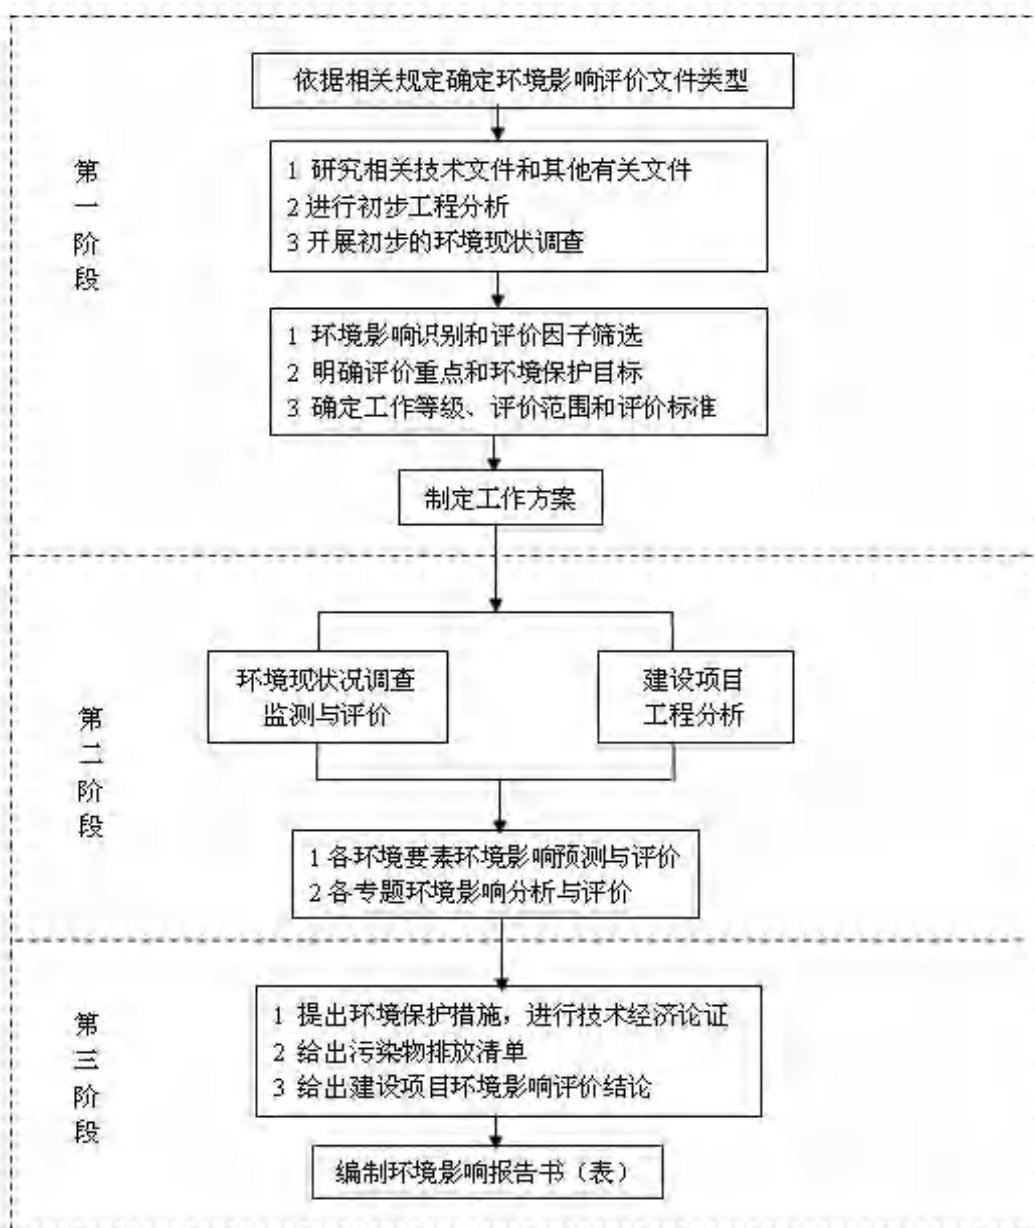 依据相关规定确定环境影响评价文件类型
第一阶段
1 研究相关技术文件和其他有关文件
2 进行初步工程分析
3 开展初步的环境现状调查
1 环境影响识别和评价因子筛选
2 明确评价重点和环境保护目标
3 确定工作等级、评价范围和评价标准
制定工作方案
第二阶段
环境现状况调查
监测与评价
建设项目
工程分析
1 各环境要素环境影响预测与评价
2 各专题环境影响分析与评价
第三阶段
1 提出环境保护措施，进行技术经济论证
2 给出污染物排放清单
3 给出建设项目环境影响评价结论
编制环境影响报告书（表）